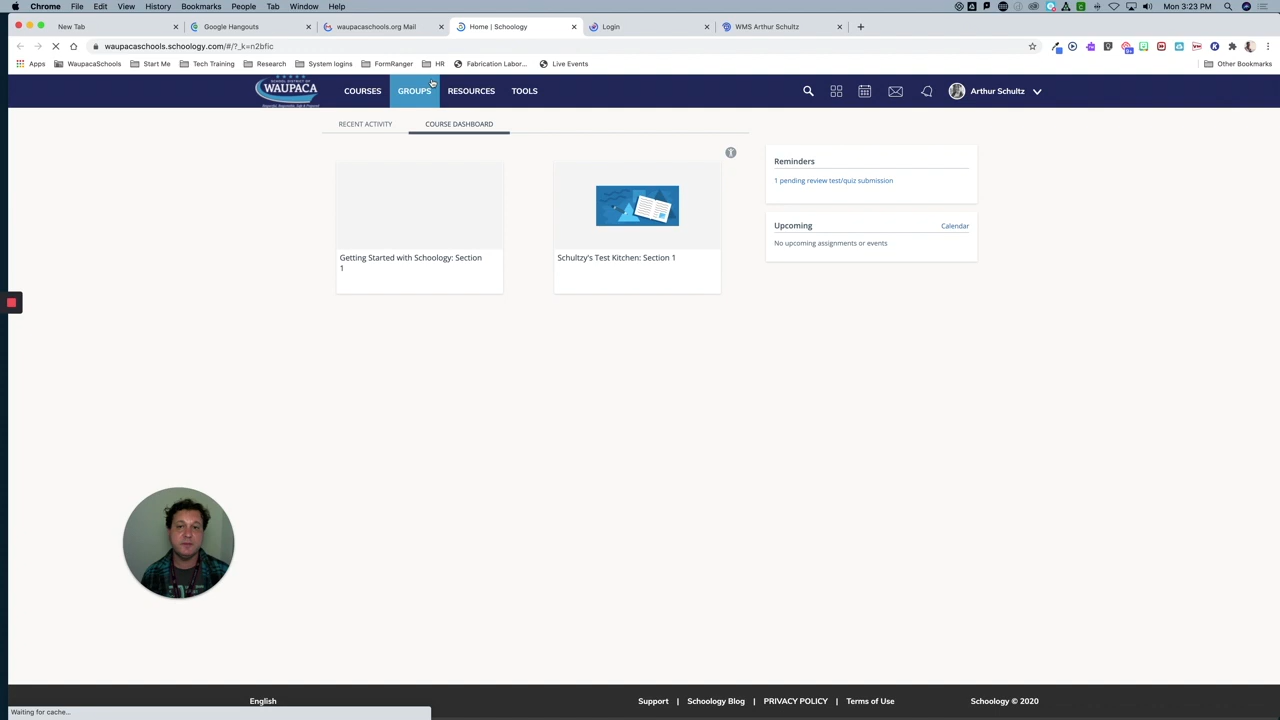 Chrome File Edit View History Bookmarks People Tab Window Help Mon 3:23 PM
New Tab Google Hangouts waupacaschools.org Mail Home | Schoology Login WMS Arthur Schultz
waupacaschools.schoology.com/#/?_k=n2bfic
Apps WaupacaSchools Start Me Tech Training Research System logins FormRanger HR Fabrication Labor... Live Events Other Bookmarks
SCHOOL DISTRICT OF
WAUPACA
COURSES GROUPS RESOURCES TOOLS Arthur Schultz
RECENT ACTIVITY COURSE DASHBOARD
Reminders
1 pending review test/quiz submission
Upcoming Calendar
No upcoming assignments or events
Getting Started with Schoology: Section
1
Schultzy's Test Kitchen: Section 1
English Support | Schoology Blog | PRIVACY POLICY | Terms of Use Schoology © 2020
Waiting for cache...